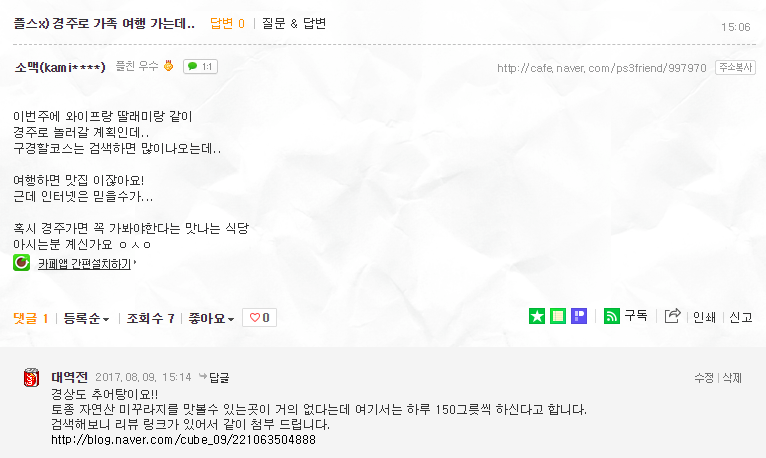 플스x) 경주로 가족 여행 가는데.. 답변 0 | 질문 & 답변 15:06
소맥(kami****) 플친 우수 1:1 http://cafe.naver.com/ps3friend/997970 주소복사
이번주에 와이프랑 딸래미랑 같이
경주로 놀러갈 계획인데..
구경할코스는 검색하면 많이나오는데..
여행하면 맛집 이잖아요!
근데 인터넷은 믿을수가...
혹시 경주가면 꼭 가봐야한다는 맛나는 식당
아시는분 계신가요 ㅇㅅㅇ
카페앱 간편설치하기
댓글 1 | 등록순 | 조회수 7 | 좋아요 0 구독 | 인쇄 | 신고
대역전 2017.08.09. 15:14 답글 수정 | 삭제
경상도 추어탕이요!!
토종 자연산 미꾸라지를 맛볼수 있는곳이 거의 없다는데 여기서는 하루 150그릇씩 하신다고 합니다.
검색해보니 리뷰 링크가 있어서 같이 첨부 드립니다.
http://blog.naver.com/cube_09/221063504888